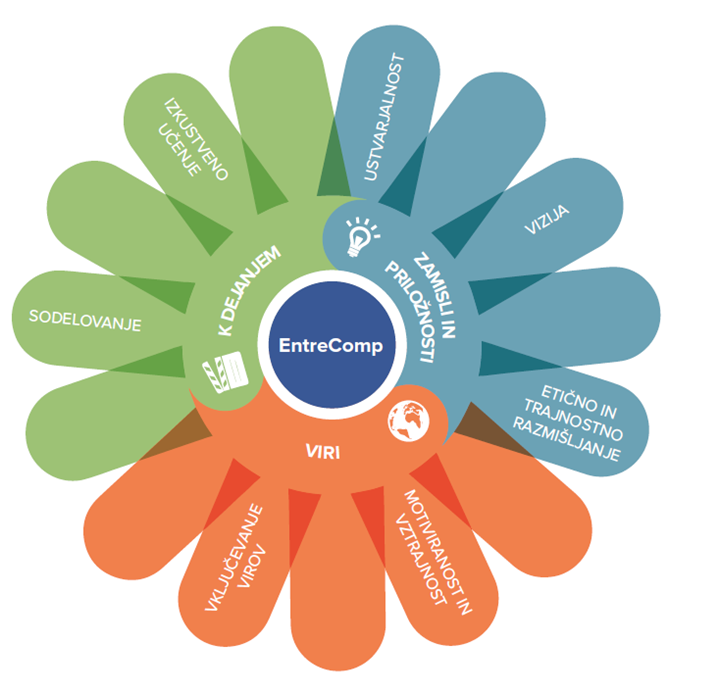 USTVARJALNOST
VIZIJA
ETIČNO IN
TRAJNOSTNO
RAZMIŠLJANJE
MOTIVIRANOST IN
VZTRAJNOST
VKLJUČEVANJE
VIROV
SODELOVANJE
IZKUSTVENO
UČENJE
K DEJANJEM
ZAMISLI IN
PRILOŽNOSTI
VIRI
EntreComp